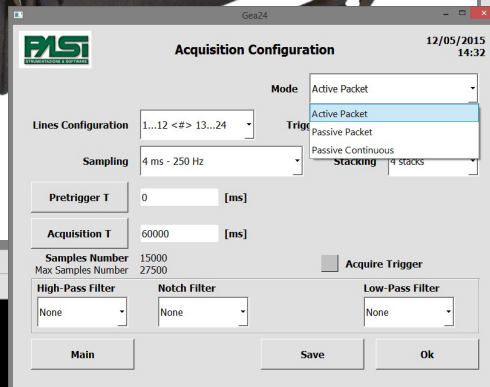 Gea24
PASI
STRUMENTAZIONE & SOFTWARE
Acquisition Configuration
12/05/2015
14:32
Mode
Active Packet
Active Packet
Passive Packet
Passive Continuous
Lines Configuration
1...12 <#> 13...24
Sampling
4 ms - 250 Hz
Stacking
4 stacks
Pretrigger T
0
[ms]
Acquisition T
60000
[ms]
Samples Number
15000
Max Samples Number
27500
Acquire Trigger
High-Pass Filter
Notch Filter
Low-Pass Filter
None
None
None
Main
Save
Ok